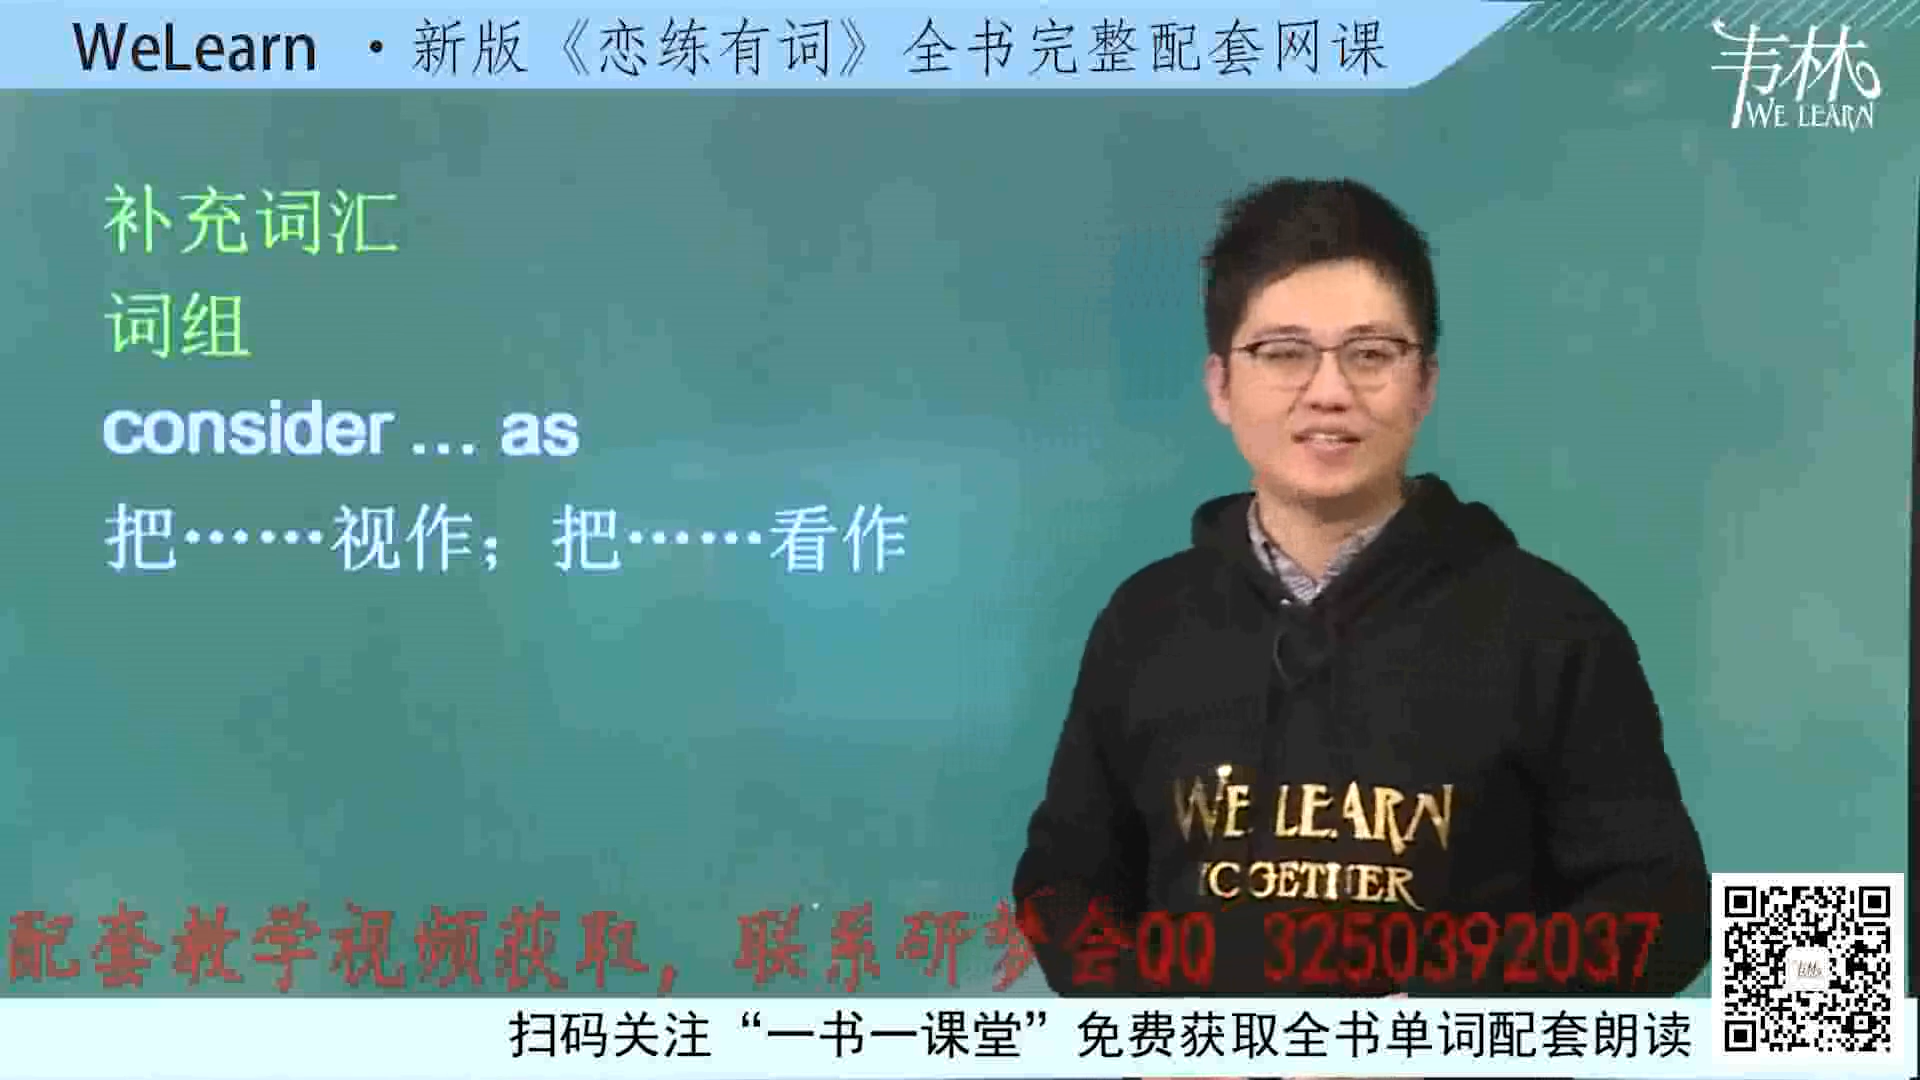 WeLearn ·新版《恋练有词》全书完整配套网课
韦林
WE LEARN
补充词汇
词组
consider ... as
把……视作；把……看作
WE LEARN
TOGETHER
配套教学视频获取，联系研梦会QQ 3250392037
扫码关注“一书一课堂”免费获取全书单词配套朗读